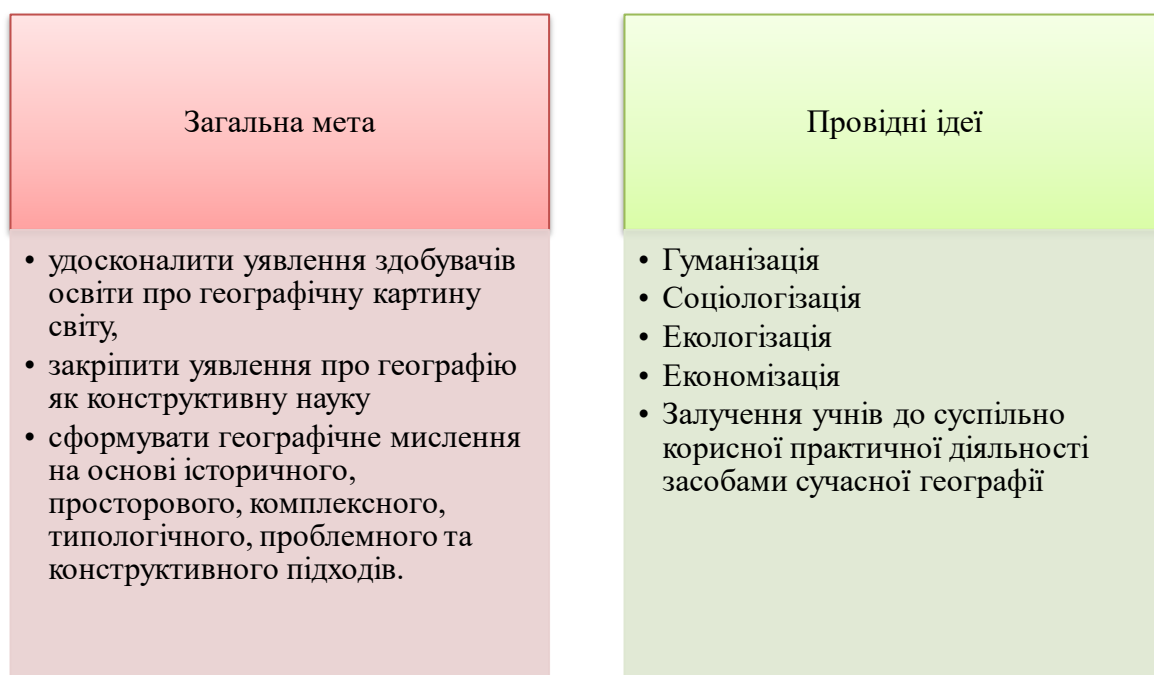 Загальна мета
• удосконалити уявлення здобувачів
освіти про географічну картину
світу,
• закріпити уявлення про географію
як конструктивну науку
• сформувати географічне мислення
на основі історичного,
просторового, комплексного,
типологічного, проблемного та
конструктивного підходів.
Провідні ідеї
• Гуманізація
• Соціологізація
• Екологізація
• Економізація
• Залучення учнів до суспільно
корисної практичної діяльності
засобами сучасної географії